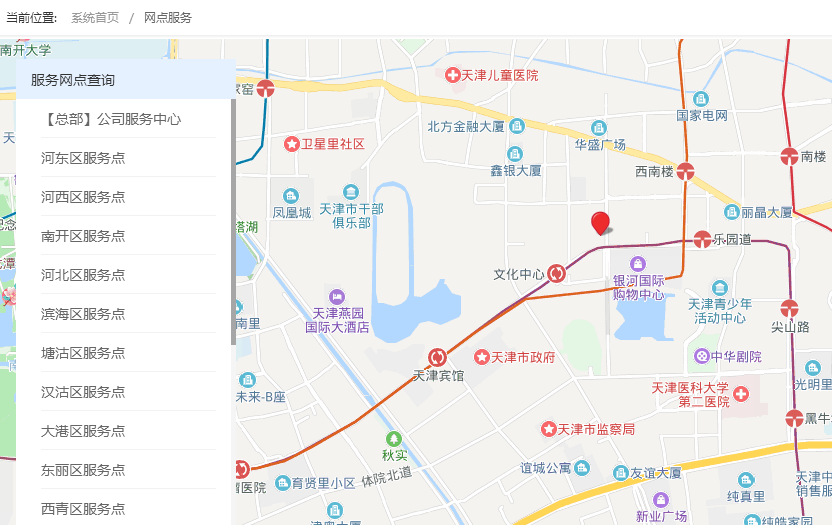 当前位置: 系统首页 / 网点服务
南开大学
服务网点查询
【总部】公司服务中心
河东区服务点
河西区服务点
南开区服务点
河北区服务点
滨海区服务点
塘沽区服务点
汉沽区服务点
大港区服务点
东丽区服务点
西青区服务点
家窑
天津儿童医院
国家电网
北方金融大厦
华盛广场
卫星里社区
鑫银大厦
西南楼
南楼
凤凰城
天津市干部
俱乐部
丽晶大厦
塔湖
乐园道
文化中心
银河国际
购物中心
天津燕园
国际大酒店
天津青少年
活动中心
南里
尖山路
天津市政府
中华剧院
天津宾馆
光明里
未来-B座
天津医科大学
第二医院
黑牛
天津市监察局
秋实
谊城公寓
友谊大厦
育贤里小区
体院北道
医院
纯真里
天津中
销售服
新业广场
纯皓家园